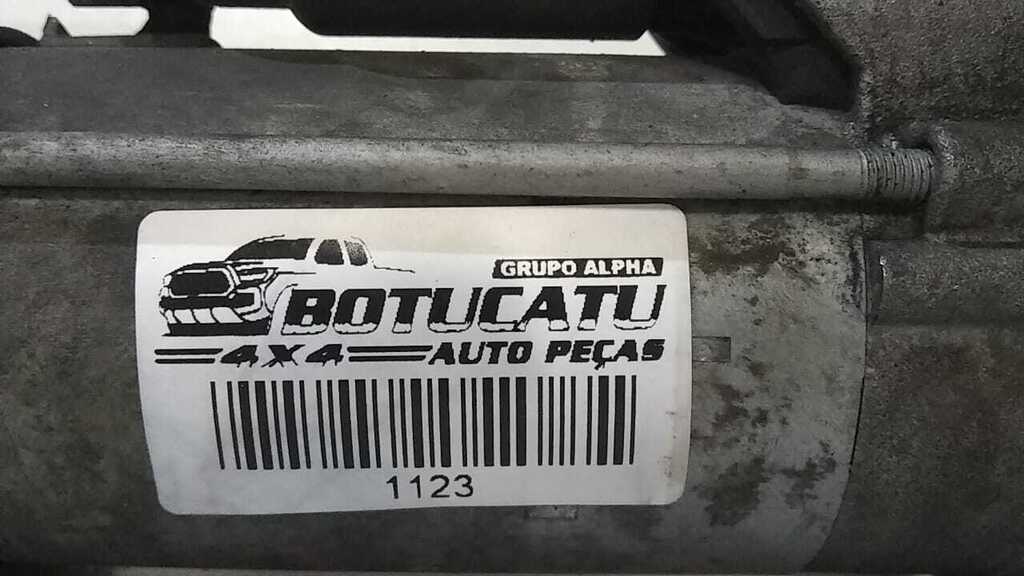 GRUPO ALPHA
BOTUCATU
4X4 AUTO PEÇAS
1123